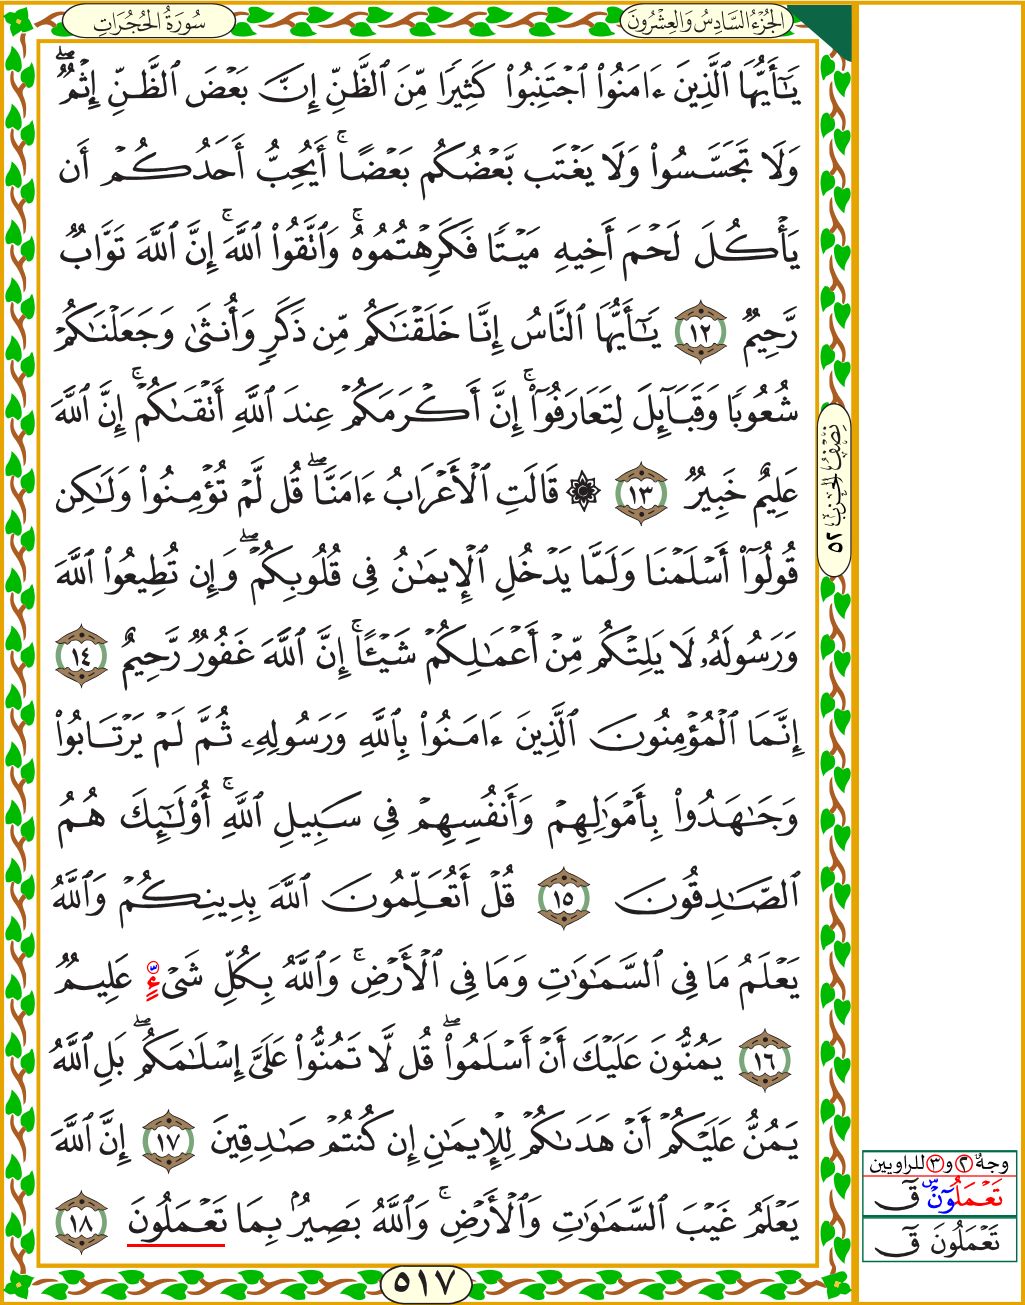 سُورَةُ الحُجُرَاتِ
الجُزْءُ السَّادِسُ وَالعِشْرُونَ
يَٰٓأَيُّهَا ٱلَّذِينَ ءَامَنُوا۟ ٱجْتَنِبُوا۟ كَثِيرًا مِّنَ ٱلظَّنِّ إِنَّ بَعْضَ ٱلظَّنِّ إِثْمٌۖ
وَلَا تَجَسَّسُوا۟ وَلَا يَغْتَب بَّعْضُكُم بَعْضًاۚ أَيُحِبُّ أَحَدُكُمْ أَن
يَأْكُلَ لَحْمَ أَخِيهِ مَيْتًا فَكَرِهْتُمُوهُۚ وَٱتَّقُوا۟ ٱللَّهَۚ إِنَّ ٱللَّهَ تَوَّابٌ
رَّحِيمٌ ١٢ يَٰٓأَيُّهَا ٱلنَّاسُ إِنَّا خَلَقْنَٰكُم مِّن ذَكَرٍ وَأُنثَىٰ وَجَعَلْنَٰكُمْ
شُعُوبًا وَقَبَآئِلَ لِتَعَارَفُوٓا۟ۚ إِنَّ أَكْرَمَكُمْ عِندَ ٱللَّهِ أَتْقَىٰكُمْۚ إِنَّ ٱللَّهَ
عَلِيمٌ خَبِيرٌ ١٣ ۞ قَالَتِ ٱلْأَعْرَابُ ءَامَنَّاۖ قُل لَّمْ تُؤْمِنُوا۟ وَلَٰكِن
قُولُوٓا۟ أَسْلَمْنَا وَلَمَّا يَدْخُلِ ٱلْإِيمَٰنُ فِى قُلُوبِكُمْۖ وَإِن تُطِيعُوا۟ ٱللَّهَ
وَرَسُولَهُۥ لَا يَلِتْكُم مِّنْ أَعْمَٰلِكُمْ شَيْـًٔاۚ إِنَّ ٱللَّهَ غَفُورٌ رَّحِيمٌ ١٤
إِنَّمَا ٱلْمُؤْمِنُونَ ٱلَّذِينَ ءَامَنُوا۟ بِٱللَّهِ وَرَسُولِهِۦ ثُمَّ لَمْ يَرْتَابُوا۟
وَجَٰهَدُوا۟ بِأَمْوَٰلِهِمْ وَأَنفُسِهِمْ فِى سَبِيلِ ٱللَّهِۚ أُو۟لَٰٓئِكَ هُمُ
ٱلصَّٰدِقُونَ ١٥ قُلْ أَتُعَلِّمُونَ ٱللَّهَ بِدِينِكُمْ وَٱللَّهُ
يَعْلَمُ مَا فِى ٱلسَّمَٰوَٰتِ وَمَا فِى ٱلْأَرْضِۚ وَٱللَّهُ بِكُلِّ شَىْءٍ عَلِيمٌ
١٦ يَمُنُّونَ عَلَيْكَ أَنْ أَسْلَمُوا۟ۖ قُل لَّا تَمُنُّوا۟ عَلَىَّ إِسْلَٰمَكُمۖ بَلِ ٱللَّهُ
يَمُنُّ عَلَيْكُمْ أَنْ هَدَىٰكُمْ لِلْإِيمَٰنِ إِن كُنتُمْ صَٰدِقِينَ ١٧ إِنَّ ٱللَّهَ
يَعْلَمُ غَيْبَ ٱلسَّمَٰوَٰتِ وَٱلْأَرْضِۚ وَٱللَّهُ بَصِيرٌۢ بِمَا تَعْمَلُونَ ١٨
٥١٧
نِصْفُ الحِزْبِ ٥٢
وجهٌ ٢ و ٣ للراويين
تَعْمَلُونَ قٓ
تَعْمَلُونَ قٓ